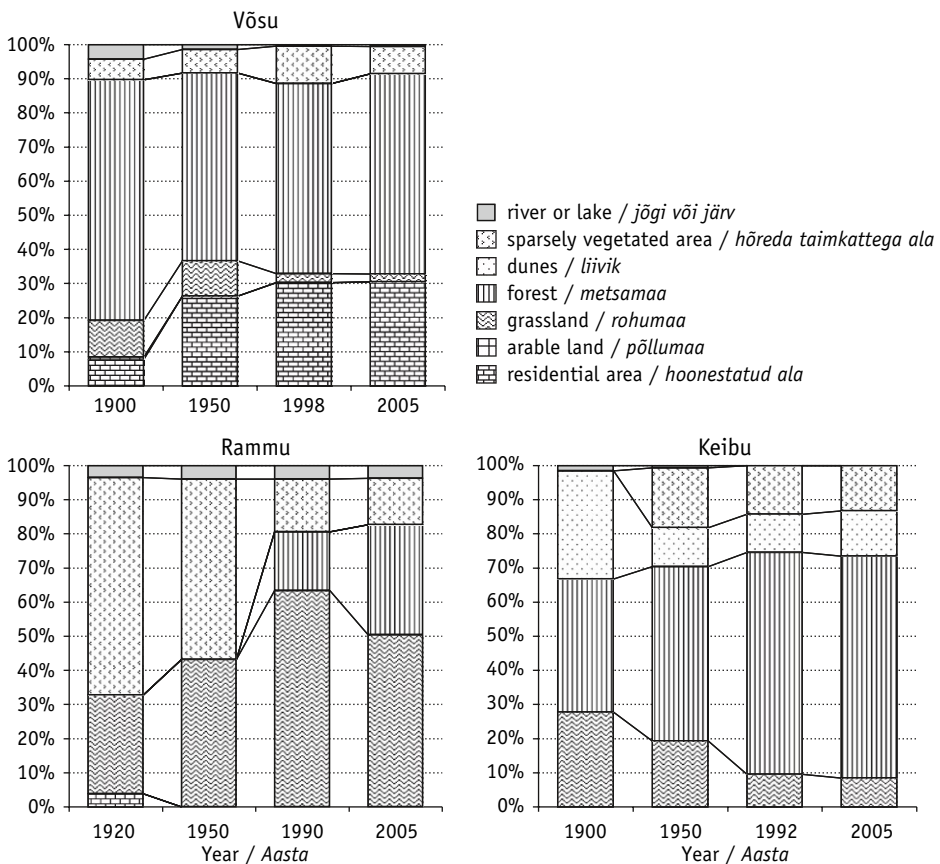 Võsu
100%
90%
80%
70%
60%
50%
40%
30%
20%
10%
0%
1900 1950 1998 2005
river or lake / jõgi või järv
sparsely vegetated area / hõreda taimkattega ala
dunes / liivik
forest / metsamaa
grassland / rohumaa
arable land / põllumaa
residential area / hoonestatud ala
Rammu
100%
90%
80%
70%
60%
50%
40%
30%
20%
10%
0%
1920 1950 1990 2005
Year / Aasta
Keibu
100%
90%
80%
70%
60%
50%
40%
30%
20%
10%
0%
1900 1950 1992 2005
Year / Aasta